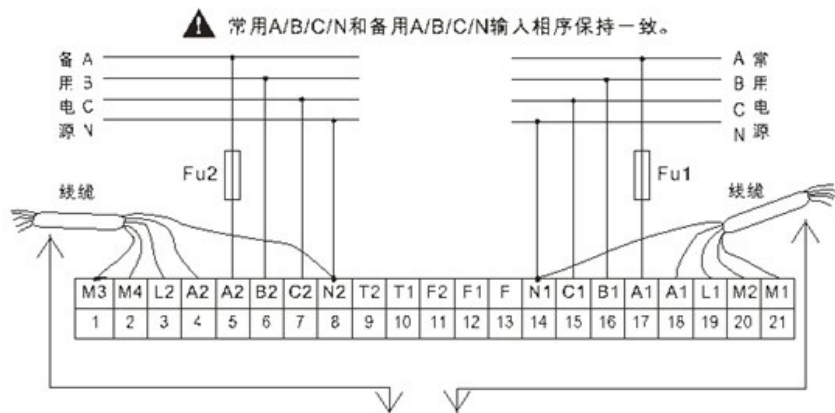 常用A/B/C/N和备用A/B/C/N输入相序保持一致。
备 A
用 B
电 C
源 N
A 常
B 用
C 电
N 源
Fu2
Fu1
线缆
线缆
M3 M4 L2 A2 A2 B2 C2 N2 T2 T1 F2 F1 F N1 C1 B1 A1 A1 L1 M2 M1
1 2 3 4 5 6 7 8 9 10 11 12 13 14 15 16 17 18 19 20 21